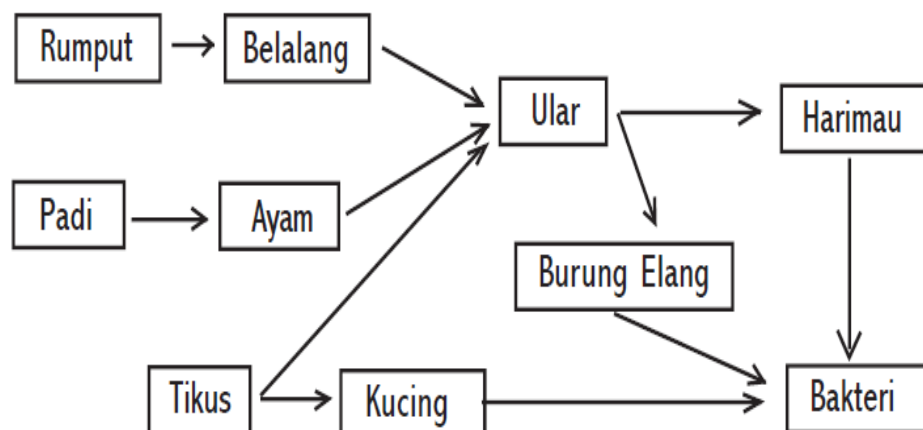 Rumput
Belalang
Ular
Harimau
Padi
Ayam
Burung Elang
Tikus
Kucing
Bakteri